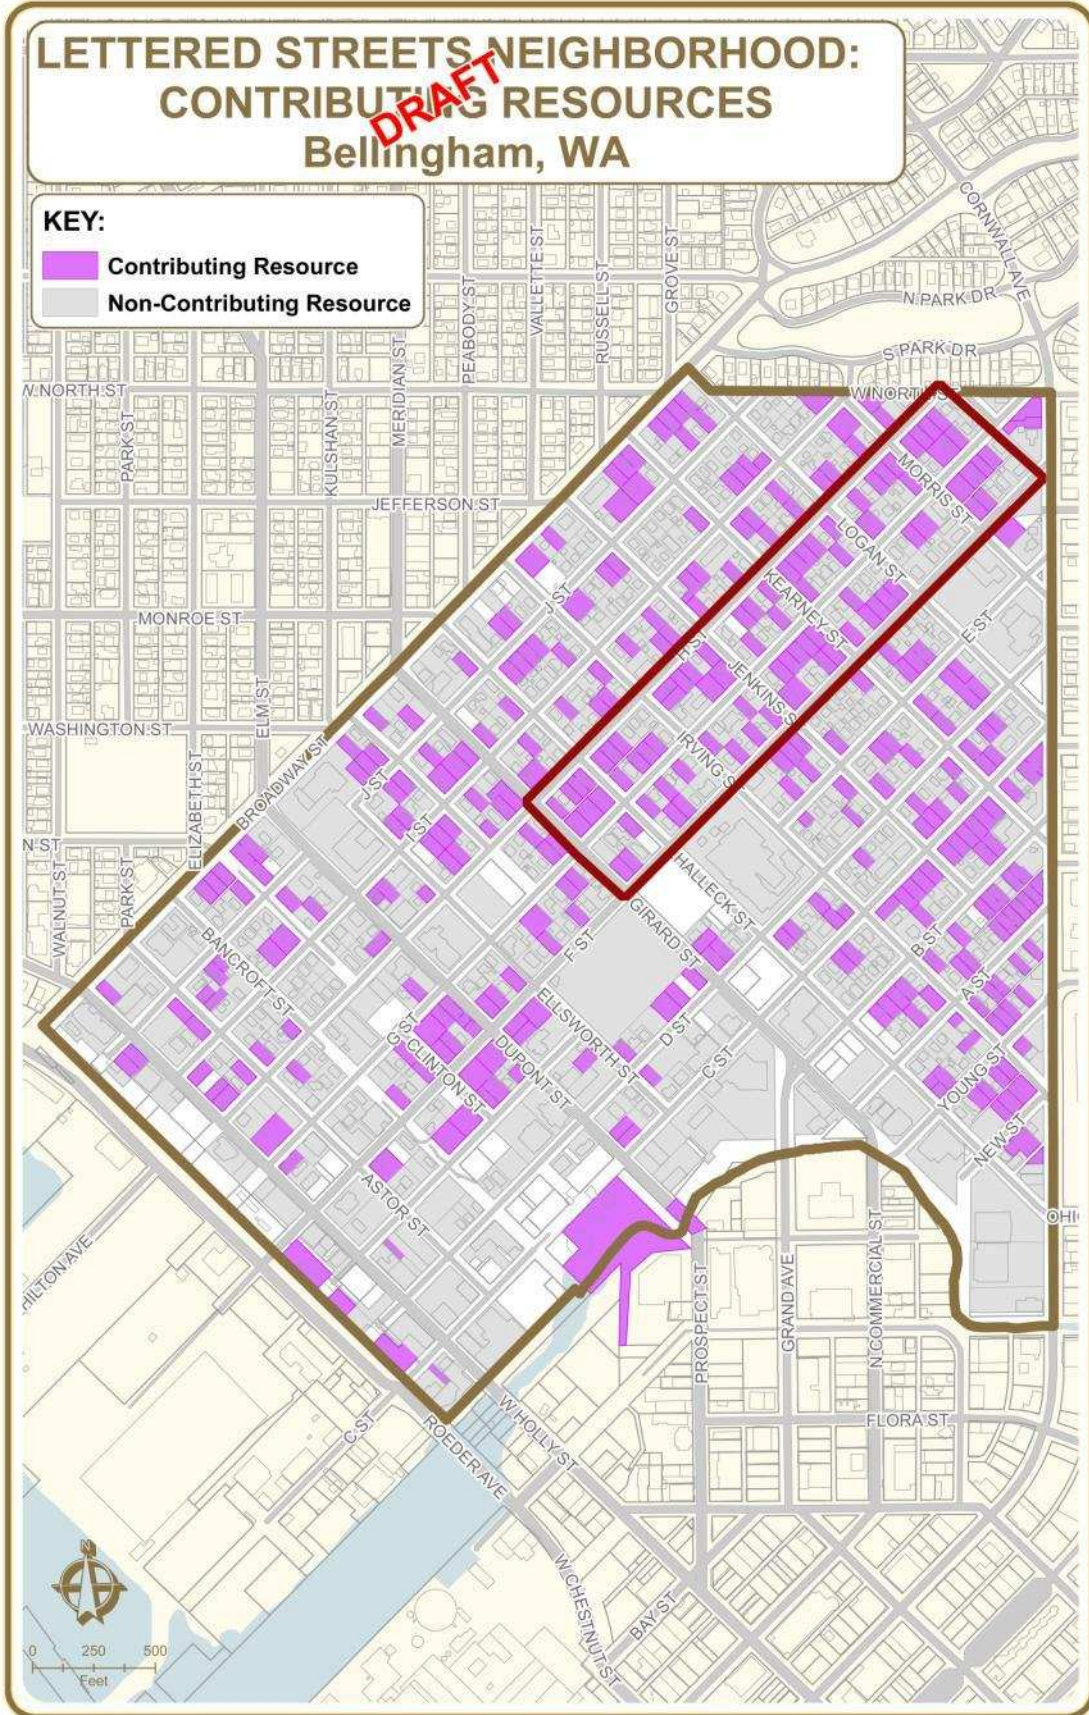 LETTERED STREETS NEIGHBORHOOD:
CONTRIBUTING RESOURCES
DRAFT
Bellingham, WA
KEY:
Contributing Resource
Non-Contributing Resource
CORNWALL AVE
N PARK DR
S PARK DR
VALLETTE ST
GROVE ST
RUSSELL ST
PEABODY ST
MERIDIAN ST
W NORTH ST
W NORTH ST
KULSHAN ST
PARK ST
JEFFERSON ST
MORRIS ST
LOGAN ST
KEARNEY ST
J ST
E ST
MONROE ST
JENKINS S
ELM ST
WASHINGTON ST
IRVING S
BROADWAY ST
ELIZABETH ST
J ST
I ST
N ST
WALNUT ST
PARK ST
HALLECK ST
GIRARD ST
BANCROFT ST
F ST
B ST
A ST
ELLSWORTH ST
D ST
G ST
CLINTON ST
DUPONT ST
C ST
YOUNG ST
NEW ST
ASTOR ST
OHI
HILTON AVE
PROSPECT ST
GRAND AVE
N COMMERCIAL ST
FLORA ST
C ST
W HOLLY ST
ROEDER AVE
W CHESTNUT ST
BAY ST
N
0 250 500
Feet